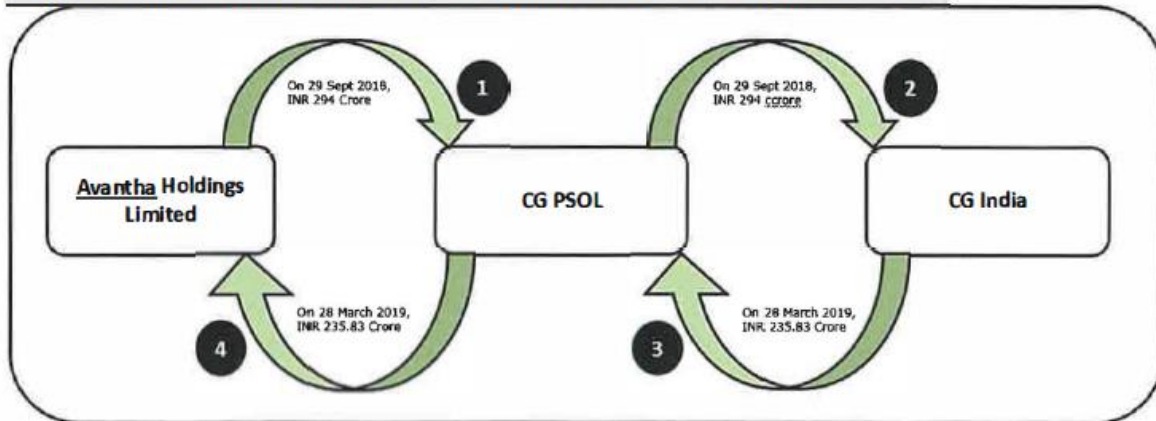 On 29 Sept 2018,
INR 294 Crore
1
On 29 Sept 2018,
INR 294 ccrore
2
Avantha Holdings
Limited
CG PSOL
CG India
On 28 March 2019,
INR 235.83 Crore
4
On 28 March 2019,
INR 235.83 Crore
3